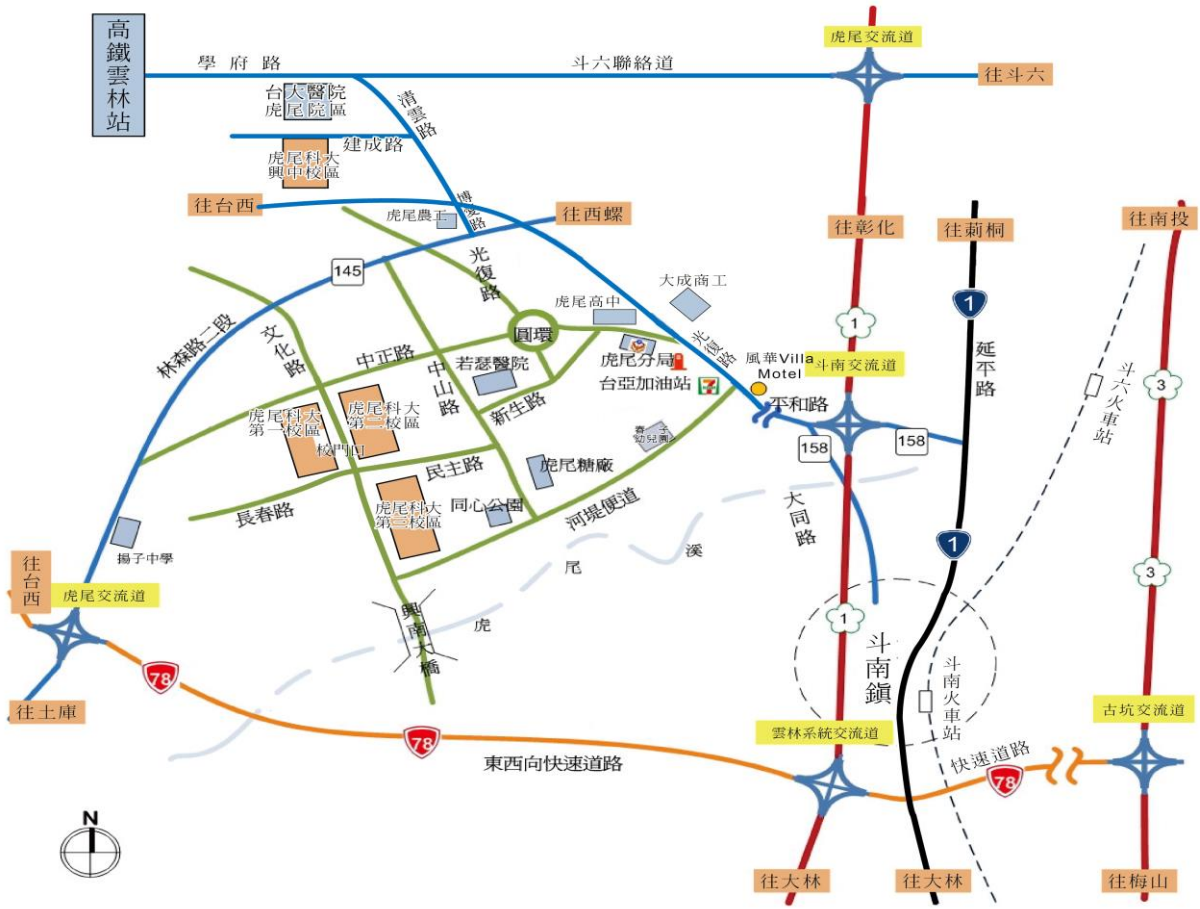 高鐵雲林站
學府路
斗六聯絡道
虎尾交流道
往斗六
台大醫院
虎尾院區
清雲路
建成路
虎尾科大
興中校區
往台西
虎尾農工
博愛路
往西螺
往彰化
往莿桐
往南投
145
光復路
大成商工
1
虎尾高中
1
文化路
林森路二段
中正路
中山路
圓環
若瑟醫院
虎尾分局
台亞加油站
7-ELEVEN
光復路
風華Villa
Motel
斗南交流道
延平路
斗六火車站
3
新生路
平和路
虎尾科大
第一校區
校門口
虎尾科大
第二校區
幼兒園
158
158
民主路
虎尾糖廠
長春路
虎尾科大
第三校區
同心公園
河堤便道
大同路
揚子中學
虎
尾
溪
1
3
往台西
虎尾交流道
興南大橋
1
斗南鎮
斗南火車站
78
往土庫
78
東西向快速道路
雲林系統交流道
快速道路
78
古坑交流道
N
往大林
往大林
往梅山